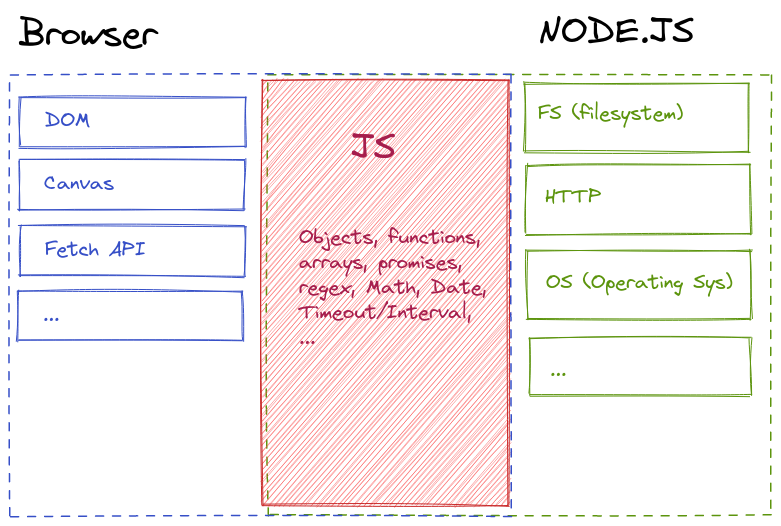 Browser
NODE.JS
DOM
Canvas
Fetch API
...
JS
Objects, functions,
arrays, promises,
regex, Math, Date,
Timeout/Interval,
...
FS (filesystem)
HTTP
OS (Operating Sys)
...